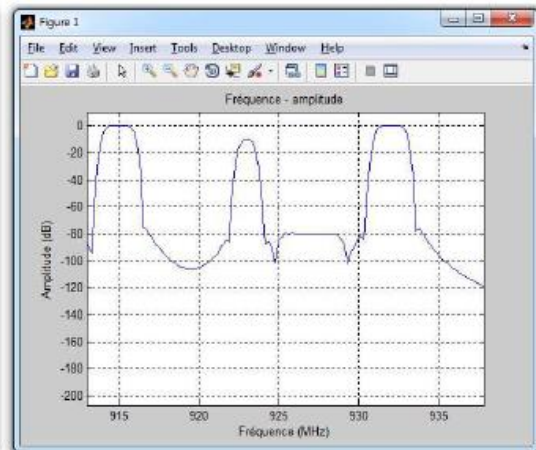 Figure 1
File Edit View Insert Tools Desktop Window Help
Fréquence - amplitude
0
-20
-40
-60
-80
-100
-120
-140
-160
-180
-200
Amplitude (dB)
915 920 925 930 935
Fréquence (MHz)